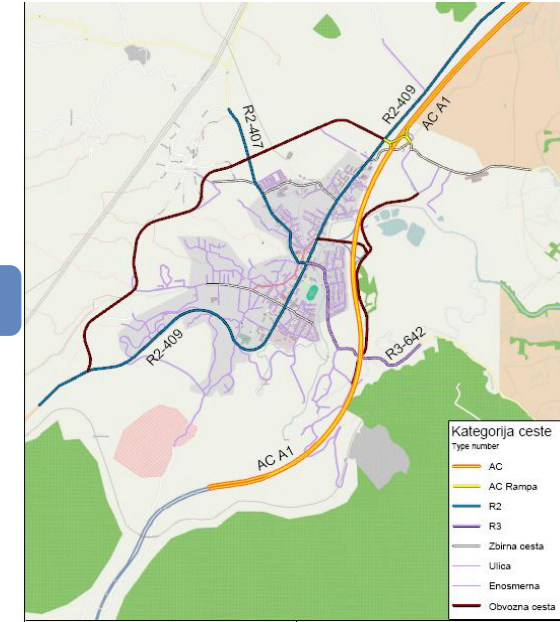 R2-409
AC A1
R2-407
R2-409
R3-642
AC A1
Kategorija ceste
Type number
AC
AC Rampa
R2
R3
Zbirna cesta
Ulica
Enosmerna
Obvozna cesta